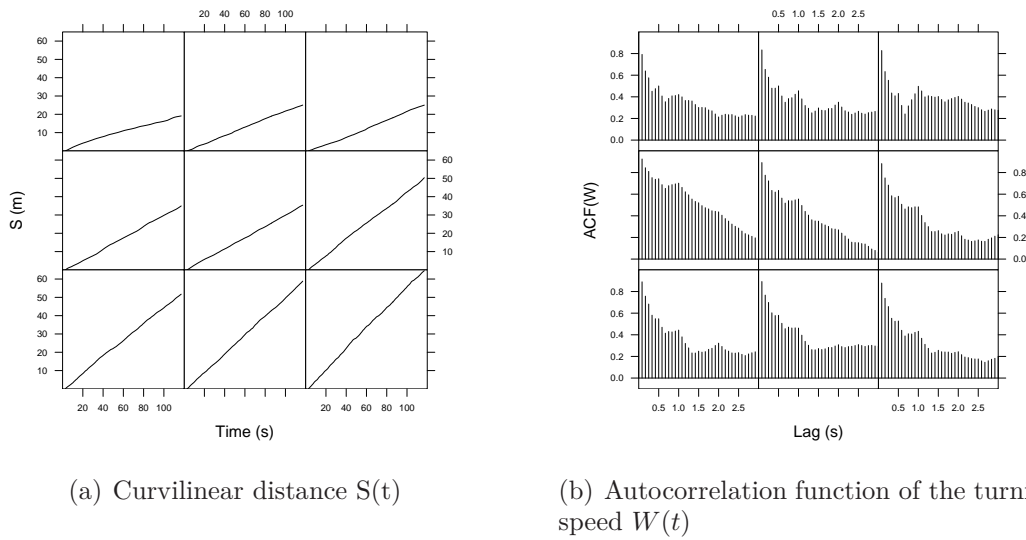 20 40 60 80 100
0.5 1.0 1.5 2.0 2.5
60
50
40
30
20
10
0.8
0.6
0.4
0.2
0.0
S (m)
60
50
40
30
20
10
ACF(W)
0.8
0.6
0.4
0.2
0.0
60
50
40
30
20
10
0.8
0.6
0.4
0.2
0.0
20 40 60 80 100
0.5 1.0 1.5 2.0 2.5 0.5 1.0 1.5 2.0 2.5
20 40 60 80 100
Time (s)
Lag (s)
(a) Curvilinear distance S(t)
(b) Autocorrelation function of the turni
speed W(t)